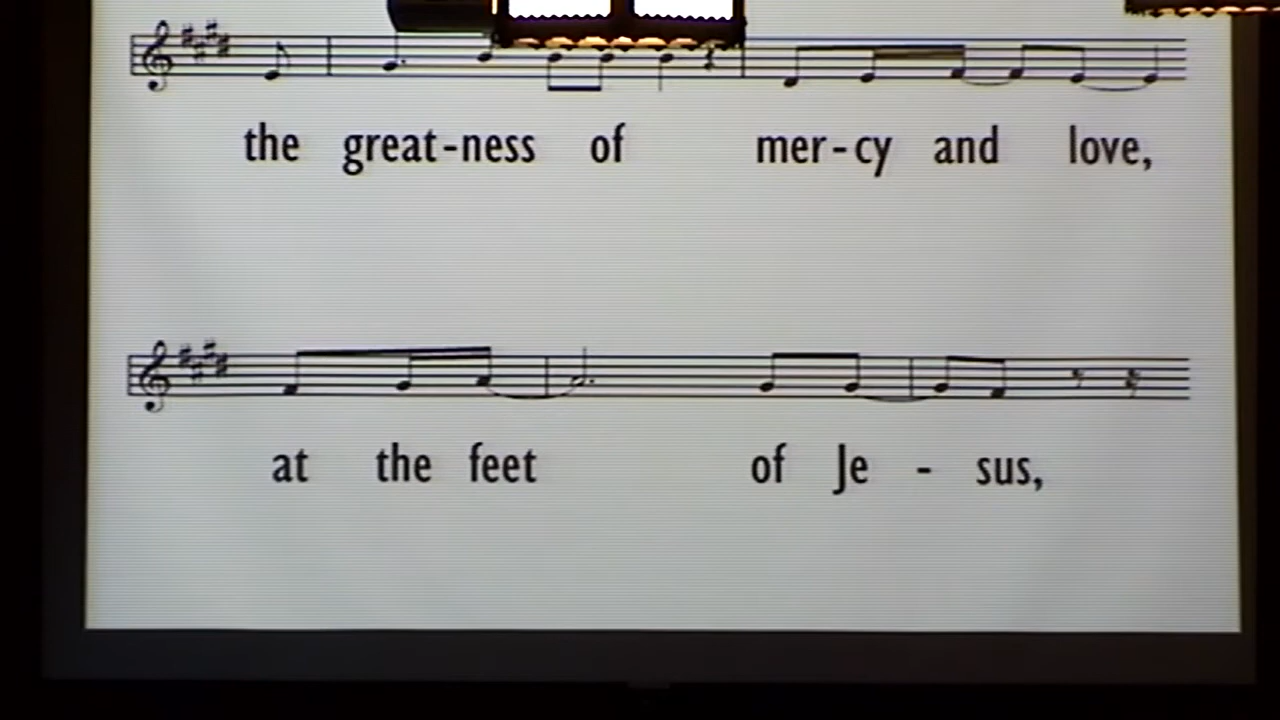 the great-ness of mer-cy and love,
at the feet of Je - sus,